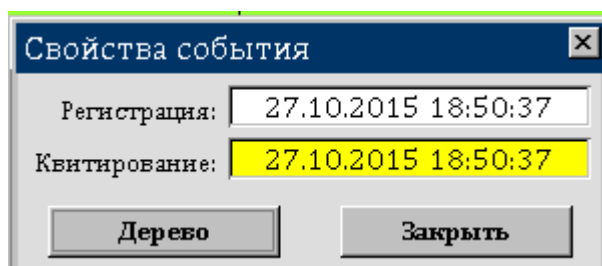 Свойства события
Регистрация: 27.10.2015 18:50:37
Квитирование: 27.10.2015 18:50:37
Дерево Закрыть